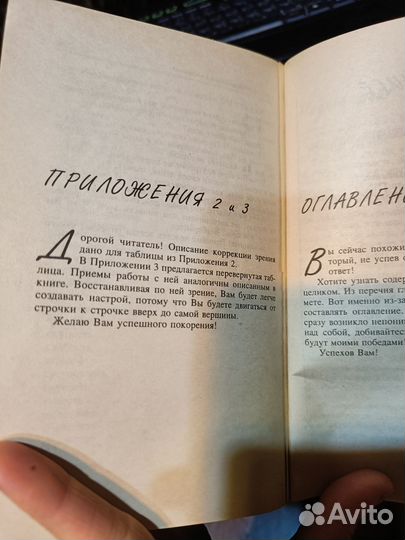 ПРИЛОЖЕНИЯ 2 и 3
Дорогой читатель! Описание коррекции зрения
дано для таблицы из Приложения 2.
В Приложении 3 предлагается перевернутая таб-
лица. Приемы работы с ней аналогичны описанным в
книге. Восстанавливая по ней зрение, Вам будет легче
создавать настрой, потому что Вы будете двигаться от
строчки к строчке вверх до самой вершины.
Желаю Вам успешного покорения!
ОГЛАВЛЕН
Вы сейчас похожи
торый, не успев
ответ!
Хотите узнать содер
целиком. Из перечня гл
мете. Вот именно из-за
составлять оглавление.
сразу возникло непони
над собой, добивайтесь
будут моими победами!
Успехов Вам!
Avito